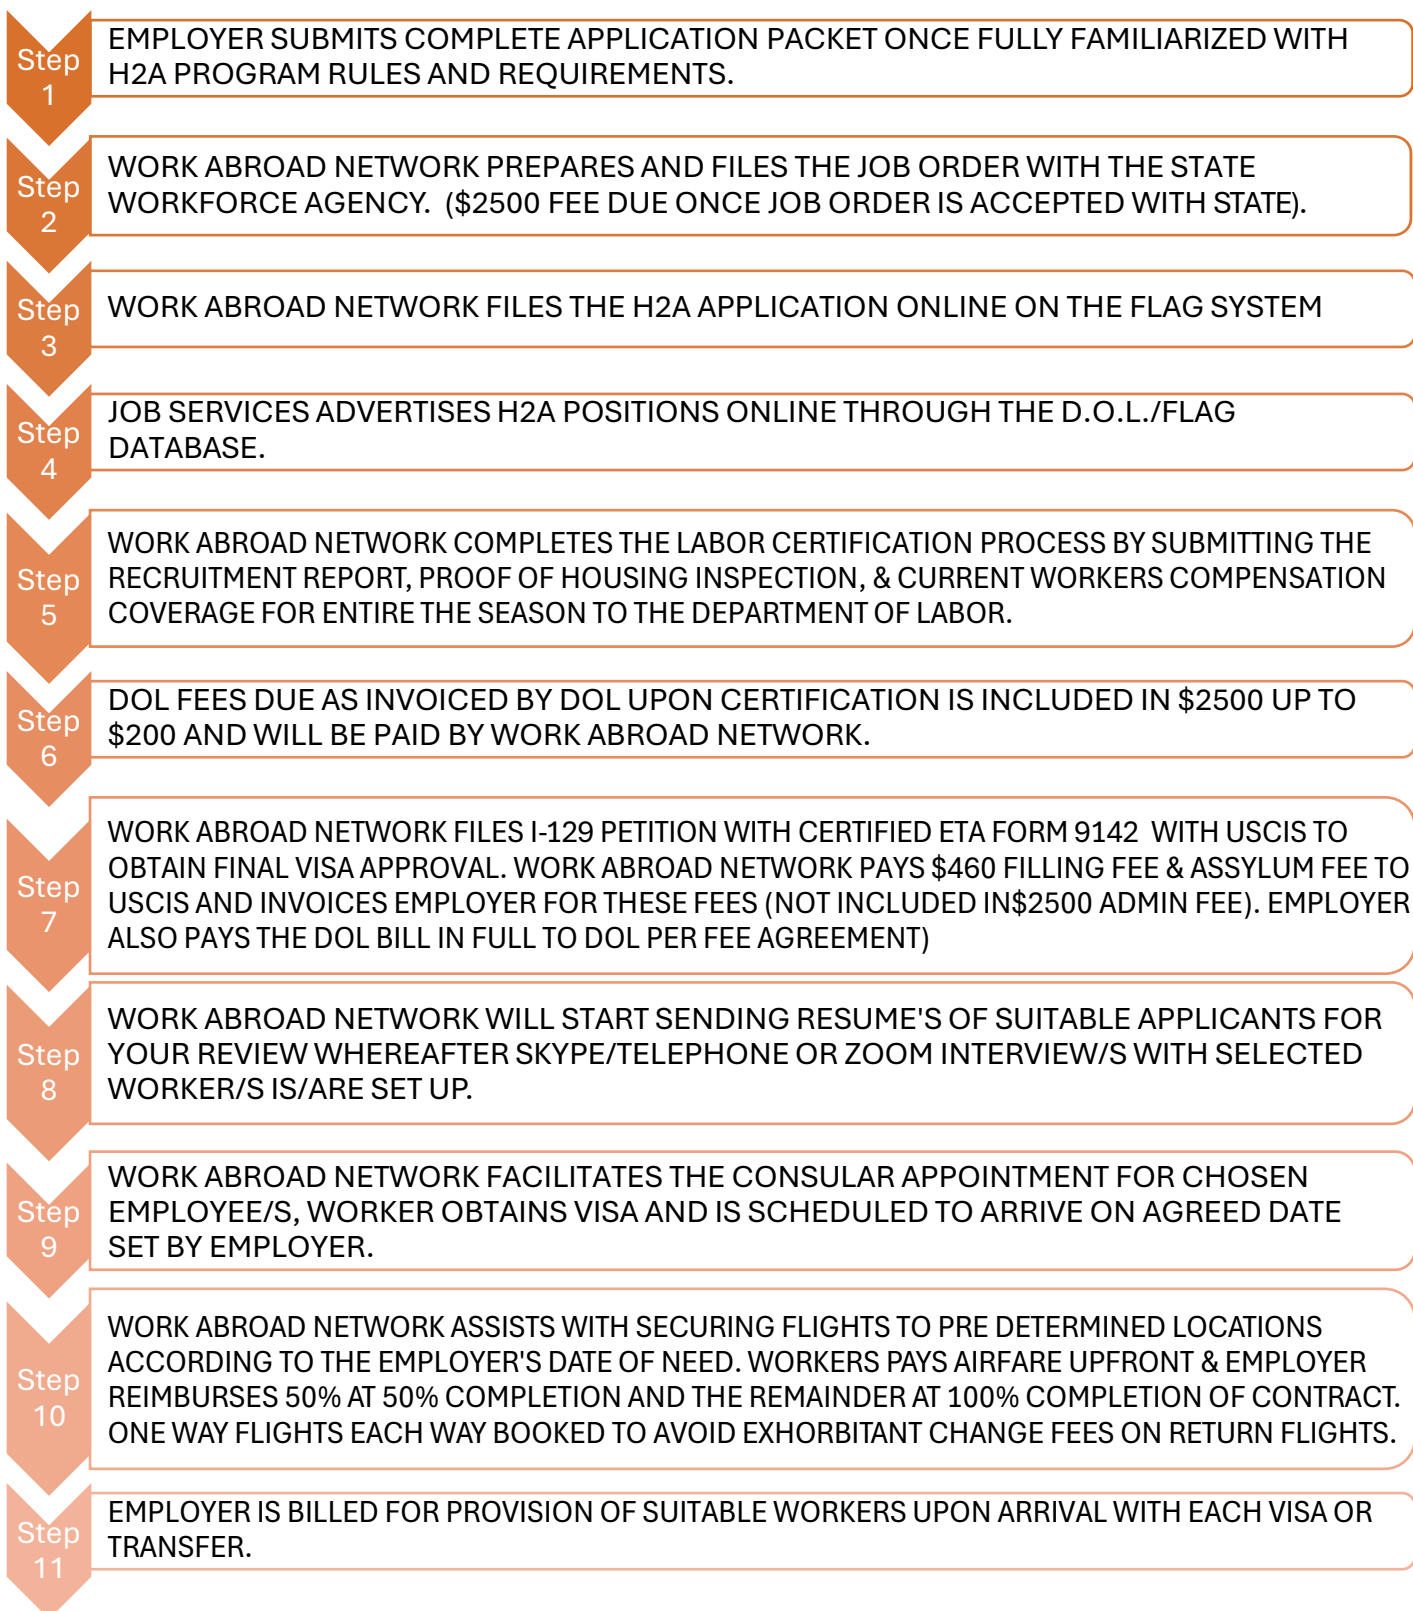 Step
1
EMPLOYER SUBMITS COMPLETE APPLICATION PACKET ONCE FULLY FAMILIARIZED WITH
H2A PROGRAM RULES AND REQUIREMENTS.
Step
2
WORK ABROAD NETWORK PREPARES AND FILES THE JOB ORDER WITH THE STATE
WORKFORCE AGENCY. ($2500 FEE DUE ONCE JOB ORDER IS ACCEPTED WITH STATE).
Step
3
WORK ABROAD NETWORK FILES THE H2A APPLICATION ONLINE ON THE FLAG SYSTEM
Step
4
JOB SERVICES ADVERTISES H2A POSITIONS ONLINE THROUGH THE D.O.L./FLAG
DATABASE.
Step
5
WORK ABROAD NETWORK COMPLETES THE LABOR CERTIFICATION PROCESS BY SUBMITTING THE
RECRUITMENT REPORT, PROOF OF HOUSING INSPECTION, & CURRENT WORKERS COMPENSATION
COVERAGE FOR ENTIRE THE SEASON TO THE DEPARTMENT OF LABOR.
Step
6
DOL FEES DUE AS INVOICED BY DOL UPON CERTIFICATION IS INCLUDED IN $2500 UP TO
$200 AND WILL BE PAID BY WORK ABROAD NETWORK.
Step
7
WORK ABROAD NETWORK FILES I-129 PETITION WITH CERTIFIED ETA FORM 9142 WITH USCIS TO
OBTAIN FINAL VISA APPROVAL. WORK ABROAD NETWORK PAYS $460 FILLING FEE & ASSYLUM FEE TO
USCIS AND INVOICES EMPLOYER FOR THESE FEES (NOT INCLUDED IN$2500 ADMIN FEE). EMPLOYER
ALSO PAYS THE DOL BILL IN FULL TO DOL PER FEE AGREEMENT)
Step
8
WORK ABROAD NETWORK WILL START SENDING RESUME'S OF SUITABLE APPLICANTS FOR
YOUR REVIEW WHEREAFTER SKYPE/TELEPHONE OR ZOOM INTERVIEW/S WITH SELECTED
WORKER/S IS/ARE SET UP.
Step
9
WORK ABROAD NETWORK FACILITATES THE CONSULAR APPOINTMENT FOR CHOSEN
EMPLOYEE/S, WORKER OBTAINS VISA AND IS SCHEDULED TO ARRIVE ON AGREED DATE
SET BY EMPLOYER.
Step
10
WORK ABROAD NETWORK ASSISTS WITH SECURING FLIGHTS TO PRE DETERMINED LOCATIONS
ACCORDING TO THE EMPLOYER'S DATE OF NEED. WORKERS PAYS AIRFARE UPFRONT & EMPLOYER
REIMBURSES 50% AT 50% COMPLETION AND THE REMAINDER AT 100% COMPLETION OF CONTRACT.
ONE WAY FLIGHTS EACH WAY BOOKED TO AVOID EXHORBITANT CHANGE FEES ON RETURN FLIGHTS.
Step
11
EMPLOYER IS BILLED FOR PROVISION OF SUITABLE WORKERS UPON ARRIVAL WITH EACH VISA OR
TRANSFER.